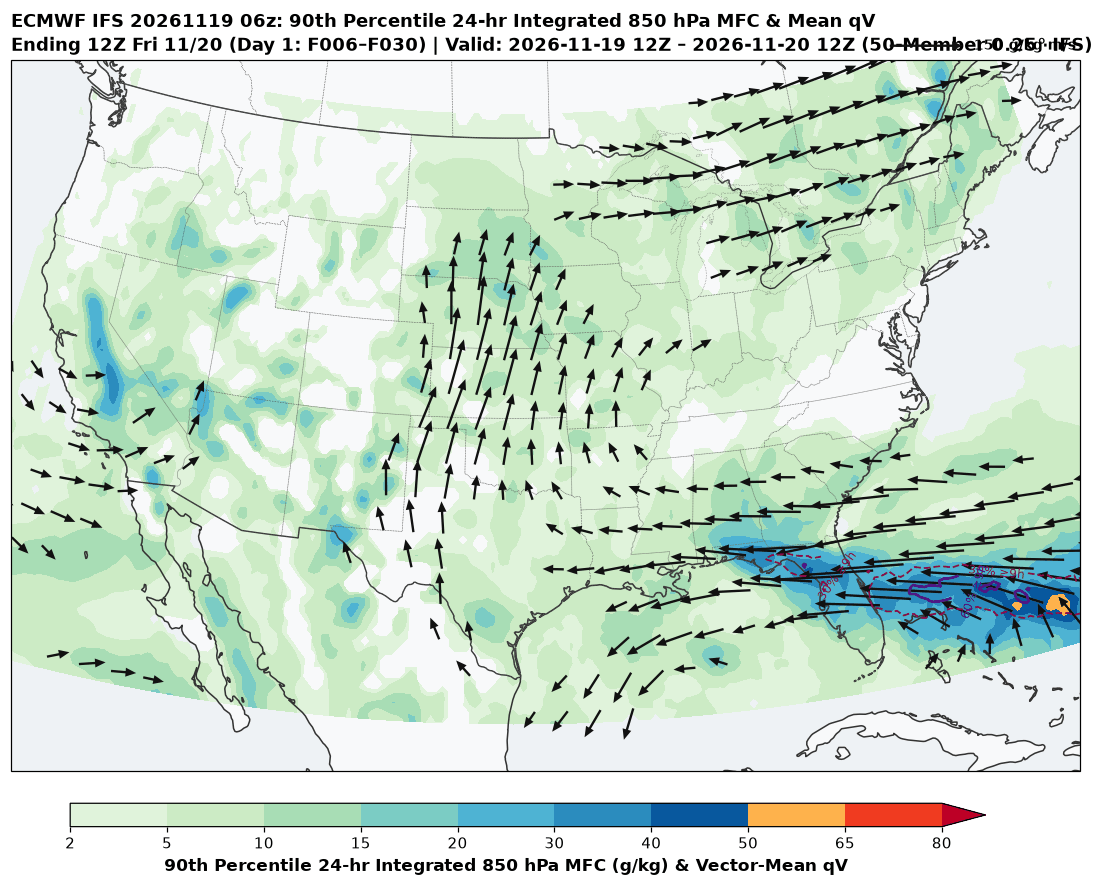 ECMWF IFS 20261119 06z: 90th Percentile 24-hr Integrated 850 hPa MFC & Mean qV
Ending 12Z Fri 11/20 (Day 1: F006–F030) | Valid: 2026-11-19 12Z – 2026-11-20 12Z (50-Member 0.25° IFS)
2 5 10 15 20 30 40 50 65 80
90th Percentile 24-hr Integrated 850 hPa MFC (g/kg) & Vector-Mean qV